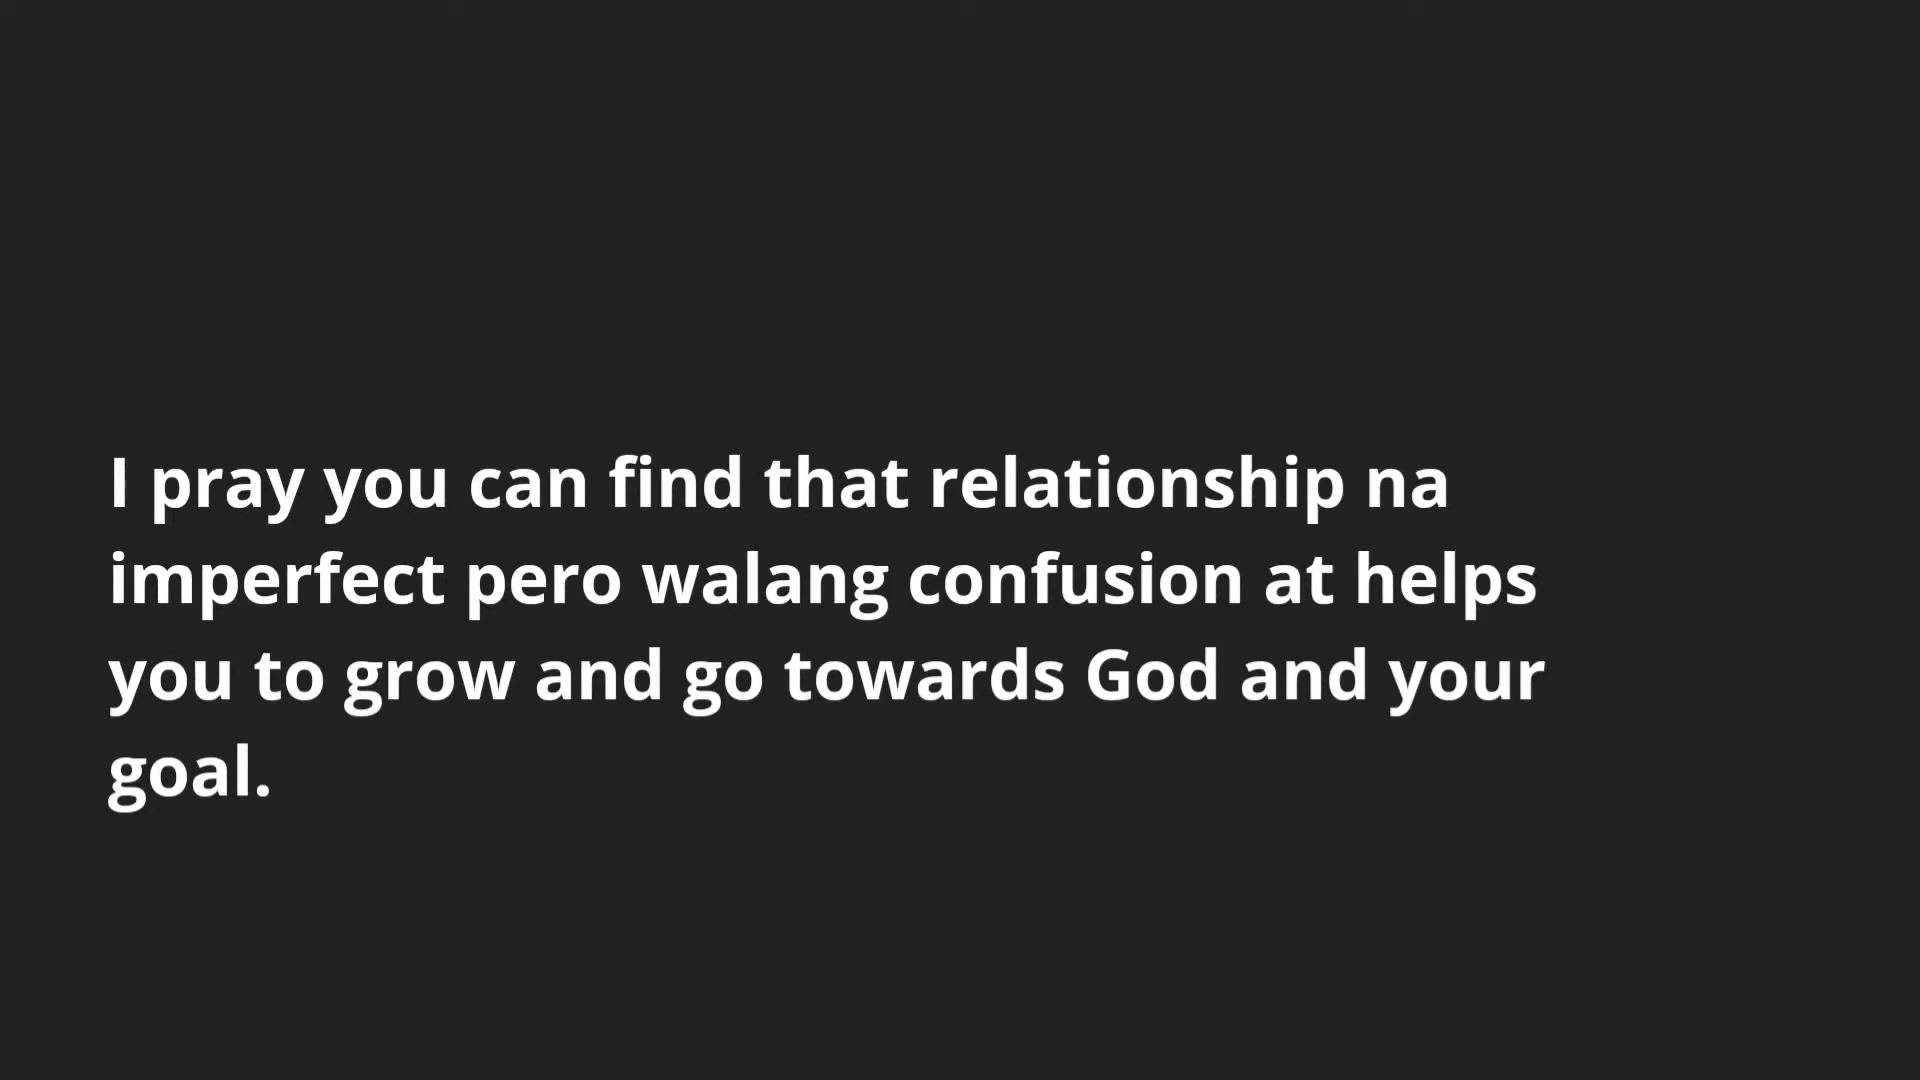 I pray you can find that relationship na
imperfect pero walang confusion at helps
you to grow and go towards God and your
goal.